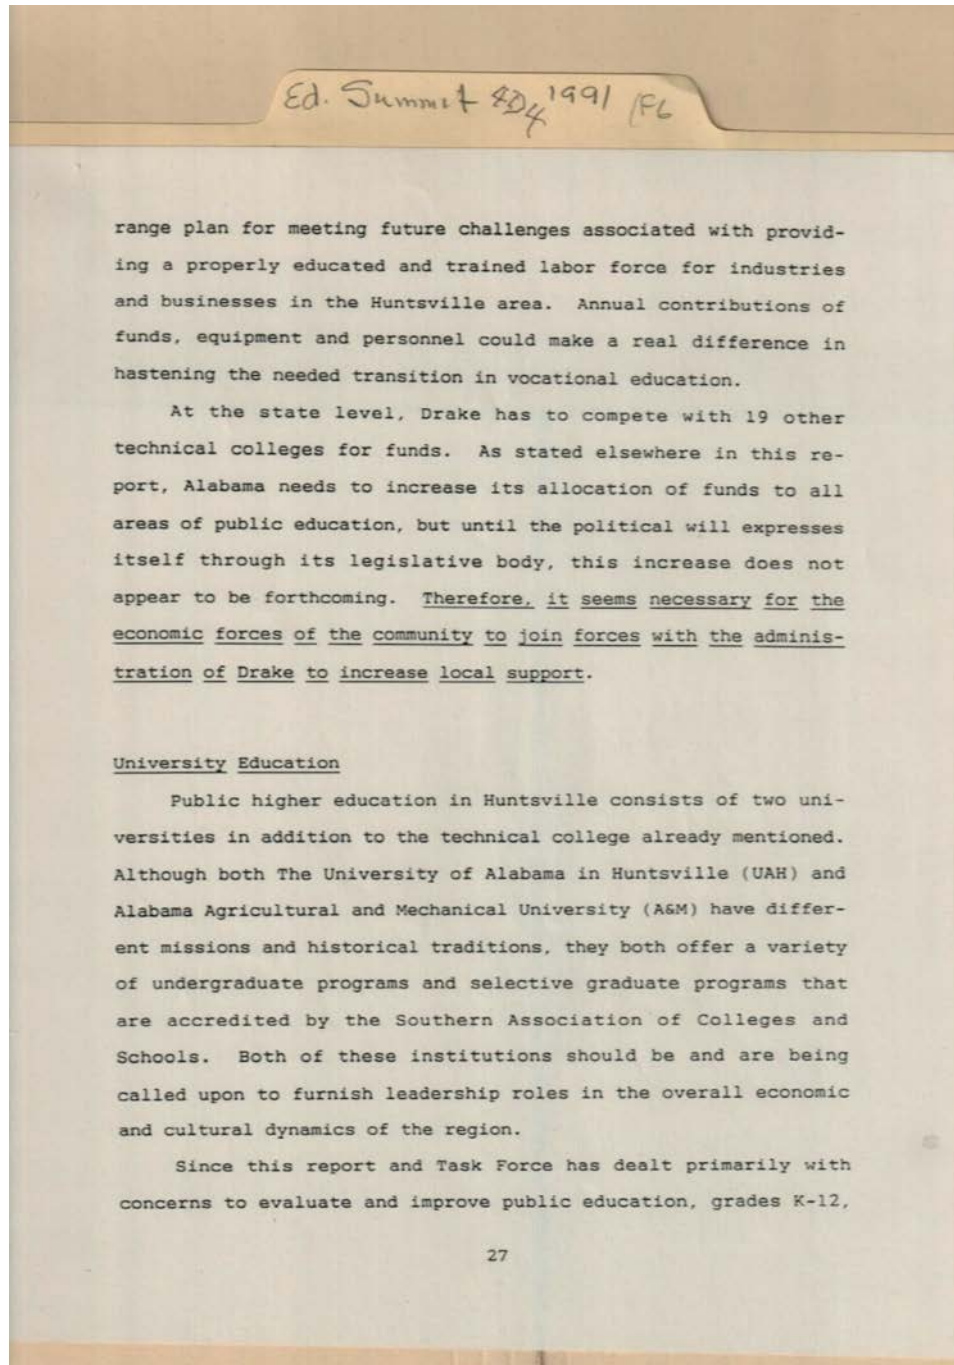 Ed. Summit 1991
range plan for meeting future challenges associated with provid-
ing a properly educated and trained labor force for industries
and businesses in the Huntsville area. Annual contributions of
funds, equipment and personnel could make a real difference in
hastening the needed transition in vocational education.
At the state level, Drake has to compete with 19 other
technical colleges for funds. As stated elsewhere in this re-
port, Alabama needs to increase its allocation of funds to all
areas of public education, but until the political will expresses
itself through its legislative body, this increase does not
appear to be forthcoming. Therefore, it seems necessary for the
economic forces of the community to join forces with the adminis-
tration of Drake to increase local support.
University Education
Public higher education in Huntsville consists of two uni-
versities in addition to the technical college already mentioned.
Although both The University of Alabama in Huntsville (UAH) and
Alabama Agricultural and Mechanical University (A&M) have differ-
ent missions and historical traditions, they both offer a variety
of undergraduate programs and selective graduate programs that
are accredited by the Southern Association of Colleges and
Schools. Both of these institutions should be and are being
called upon to furnish leadership roles in the overall economic
and cultural dynamics of the region.
Since this report and Task Force has dealt primarily with
concerns to evaluate and improve public education, grades K-12,
27